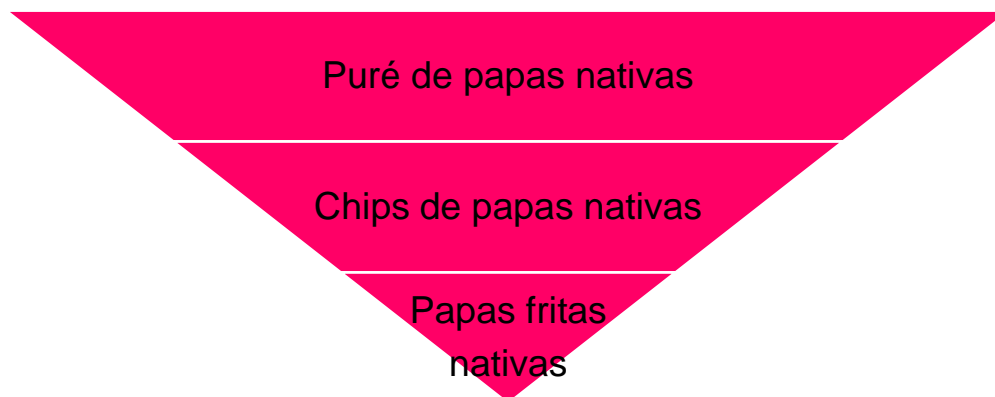 Puré de papas nativas
Chips de papas nativas
Papas fritas
nativas